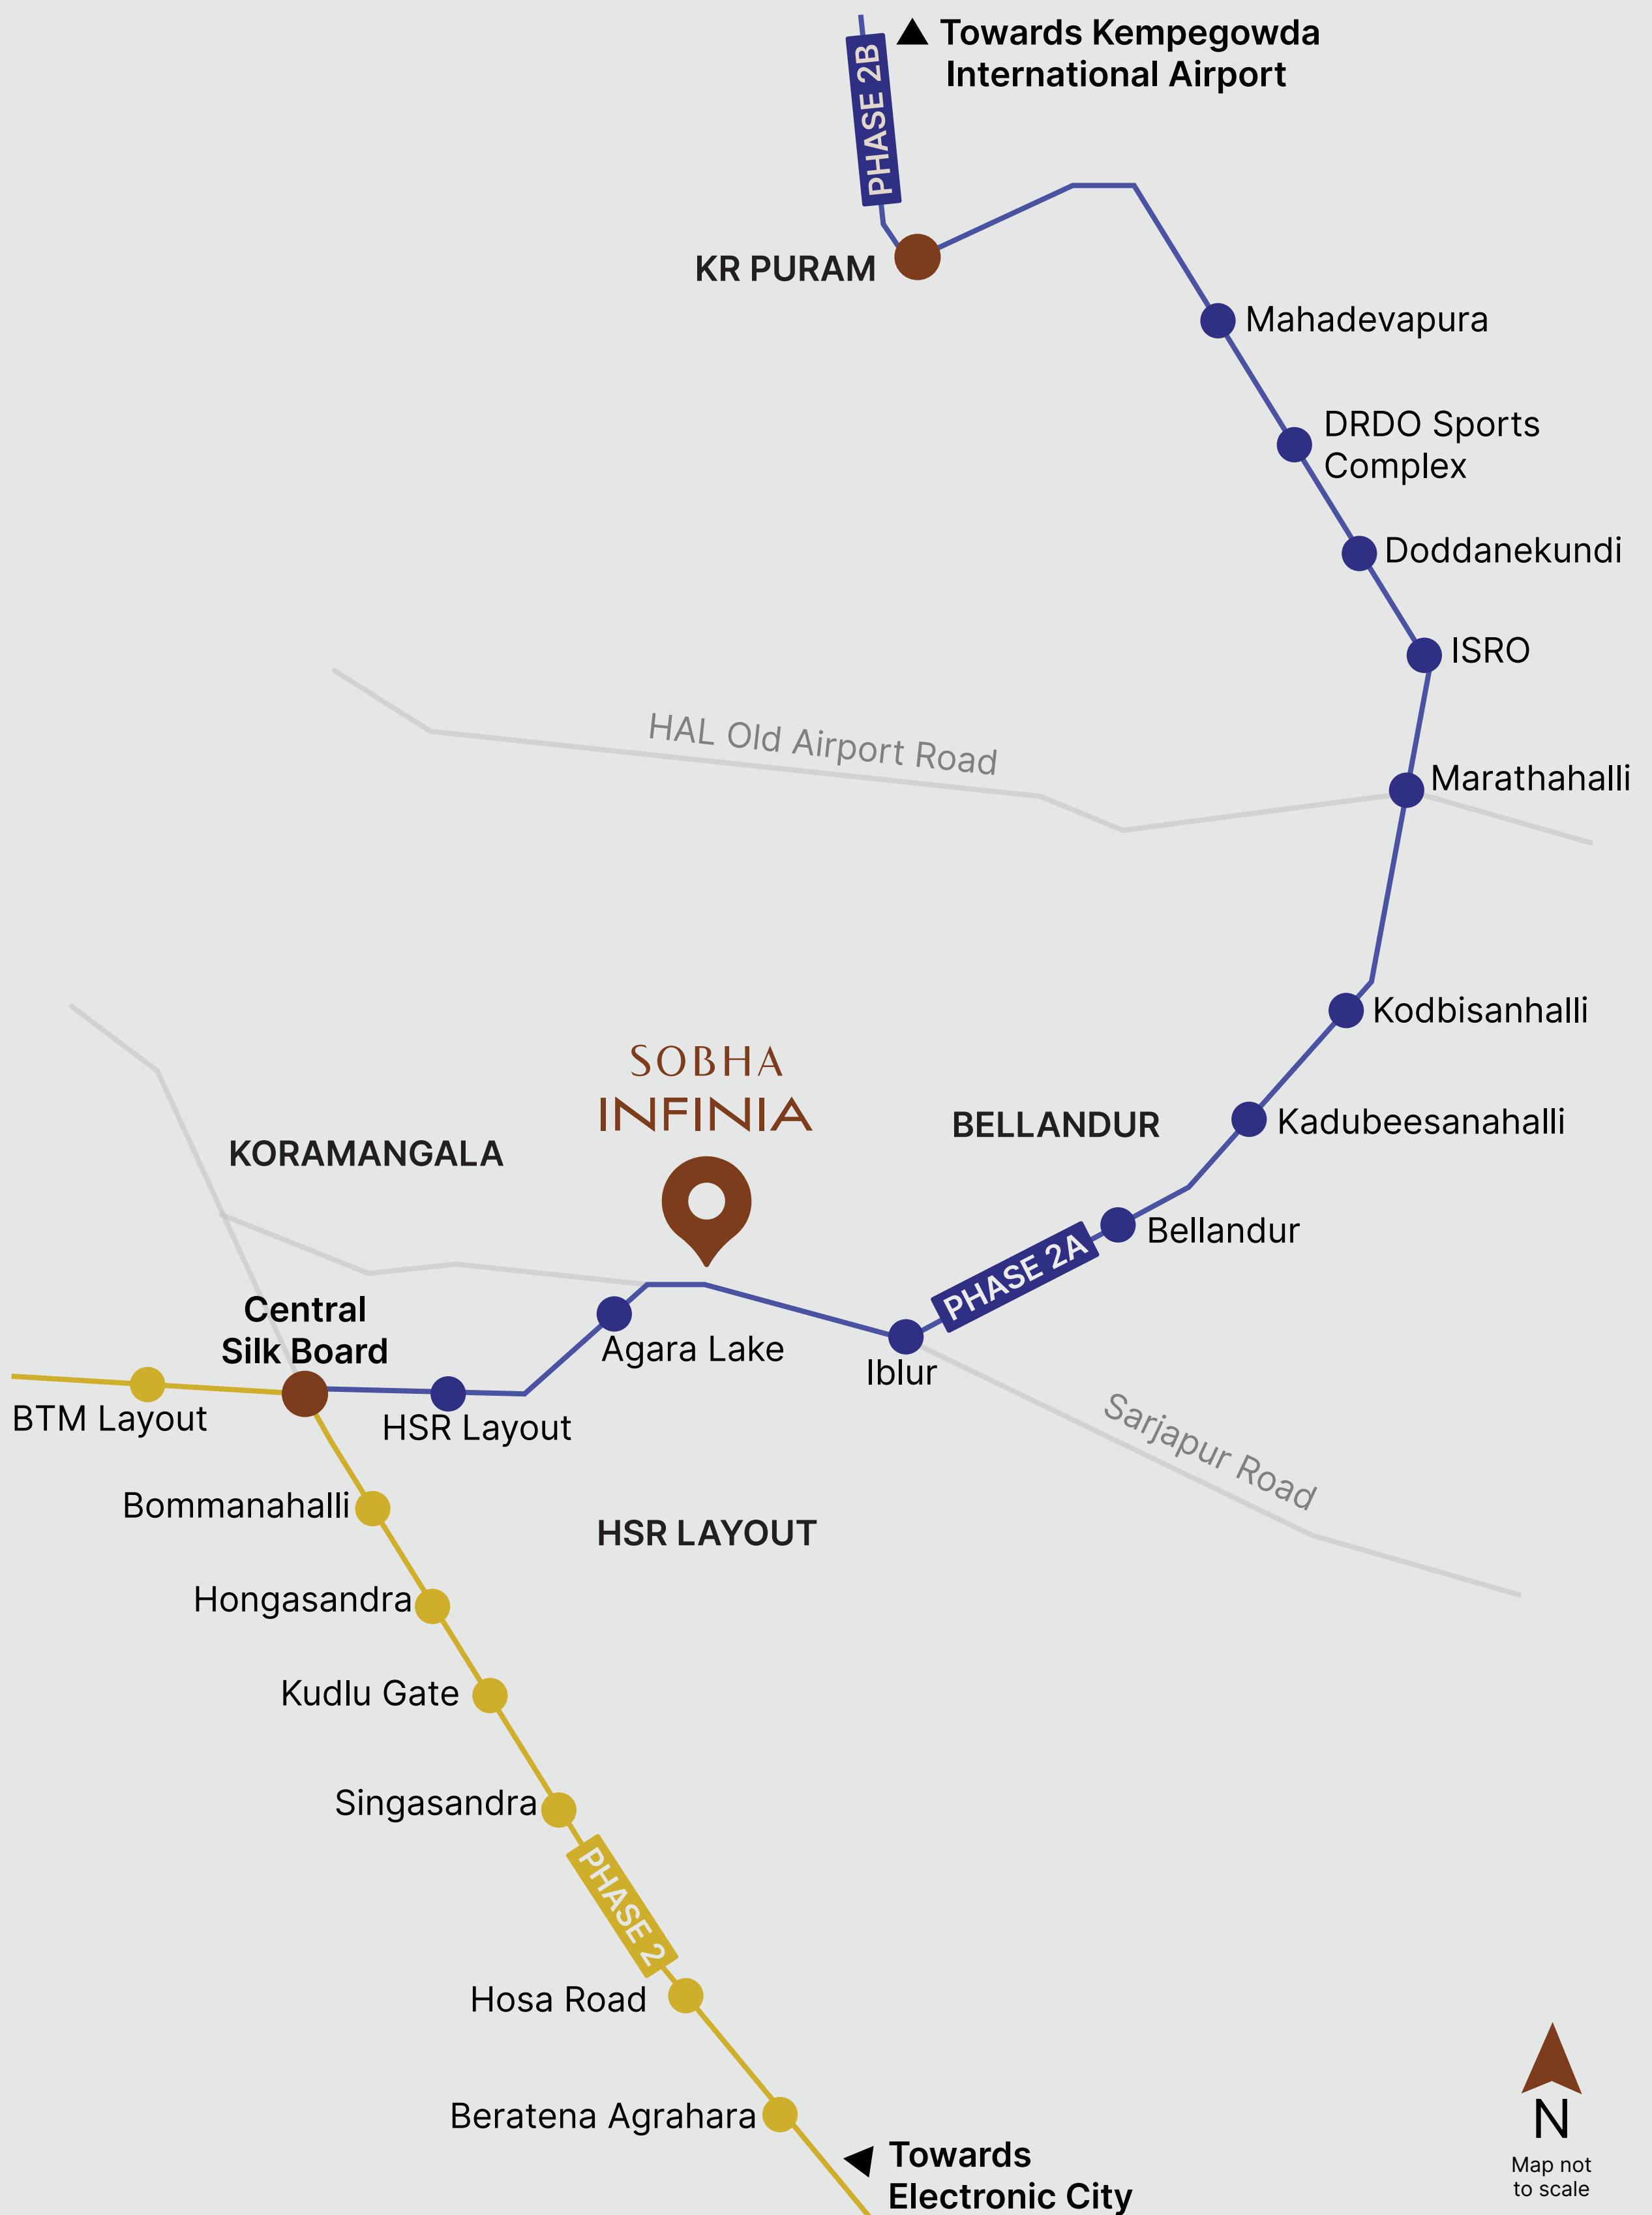 Towards Kempegowda
International Airport
PHASE 2B
KR PURAM
Mahadevapura
DRDO Sports
Complex
Doddanekundi
ISRO
HAL Old Airport Road
Marathahalli
Kodbisanhalli
SOBHA
INFINIA
BELLANDUR
Kadubeesanahalli
KORAMANGALA
Bellandur
PHASE 2A
Central
Silk Board
Agara Lake
Iblur
BTM Layout
HSR Layout
Sarjapur Road
Bommanahalli
HSR LAYOUT
Hongasandra
Kudlu Gate
Singasandra
PHASE 2
Hosa Road
Beratena Agrahara
Towards
Electronic City
N
Map not
to scale